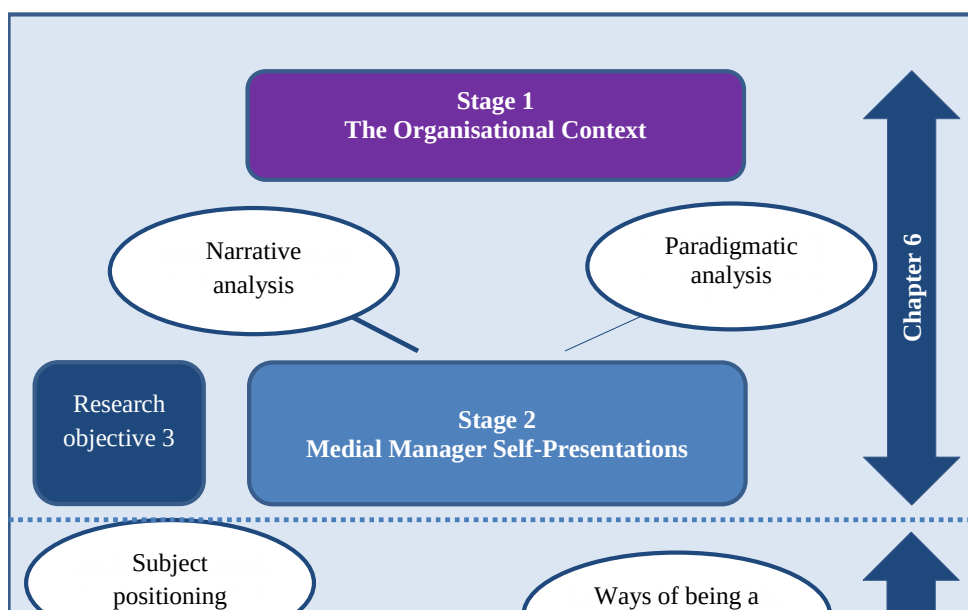 Stage 1
The Organisational Context
Narrative
analysis
Paradigmatic
analysis
Chapter 6
Research
objective 3
Stage 2
Medial Manager Self-Presentations
Subject
positioning
Ways of being a